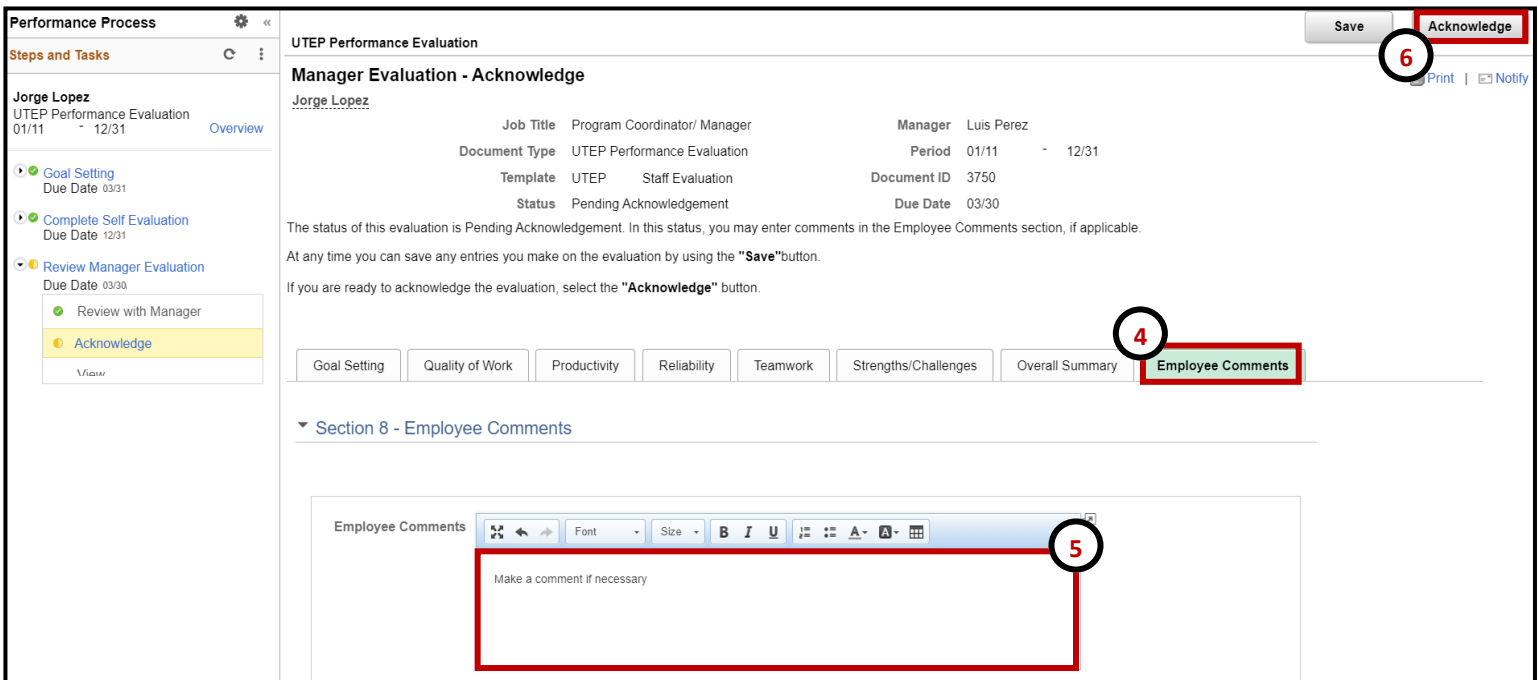 Performance Process «
Steps and Tasks
Jorge Lopez
UTEP Performance Evaluation
01/11 - 12/31 Overview
Goal Setting
Due Date 03/31
Complete Self Evaluation
Due Date 12/31
Review Manager Evaluation
Due Date 03/30
Review with Manager
Acknowledge
View
Save Acknowledge
6
UTEP Performance Evaluation
Manager Evaluation - Acknowledge
Print | Notify
Jorge Lopez
Job Title Program Coordinator/ Manager Manager Luis Perez
Document Type UTEP Performance Evaluation Period 01/11 - 12/31
Template UTEP Staff Evaluation Document ID 3750
Status Pending Acknowledgement Due Date 03/30
The status of this evaluation is Pending Acknowledgement. In this status, you may enter comments in the Employee Comments section, if applicable.
At any time you can save any entries you make on the evaluation by using the "Save"button.
If you are ready to acknowledge the evaluation, select the "Acknowledge" button.
4
Goal Setting Quality of Work Productivity Reliability Teamwork Strengths/Challenges Overall Summary Employee Comments
Section 8 - Employee Comments
Employee Comments Font Size B I U A A
5
Make a comment if necessary